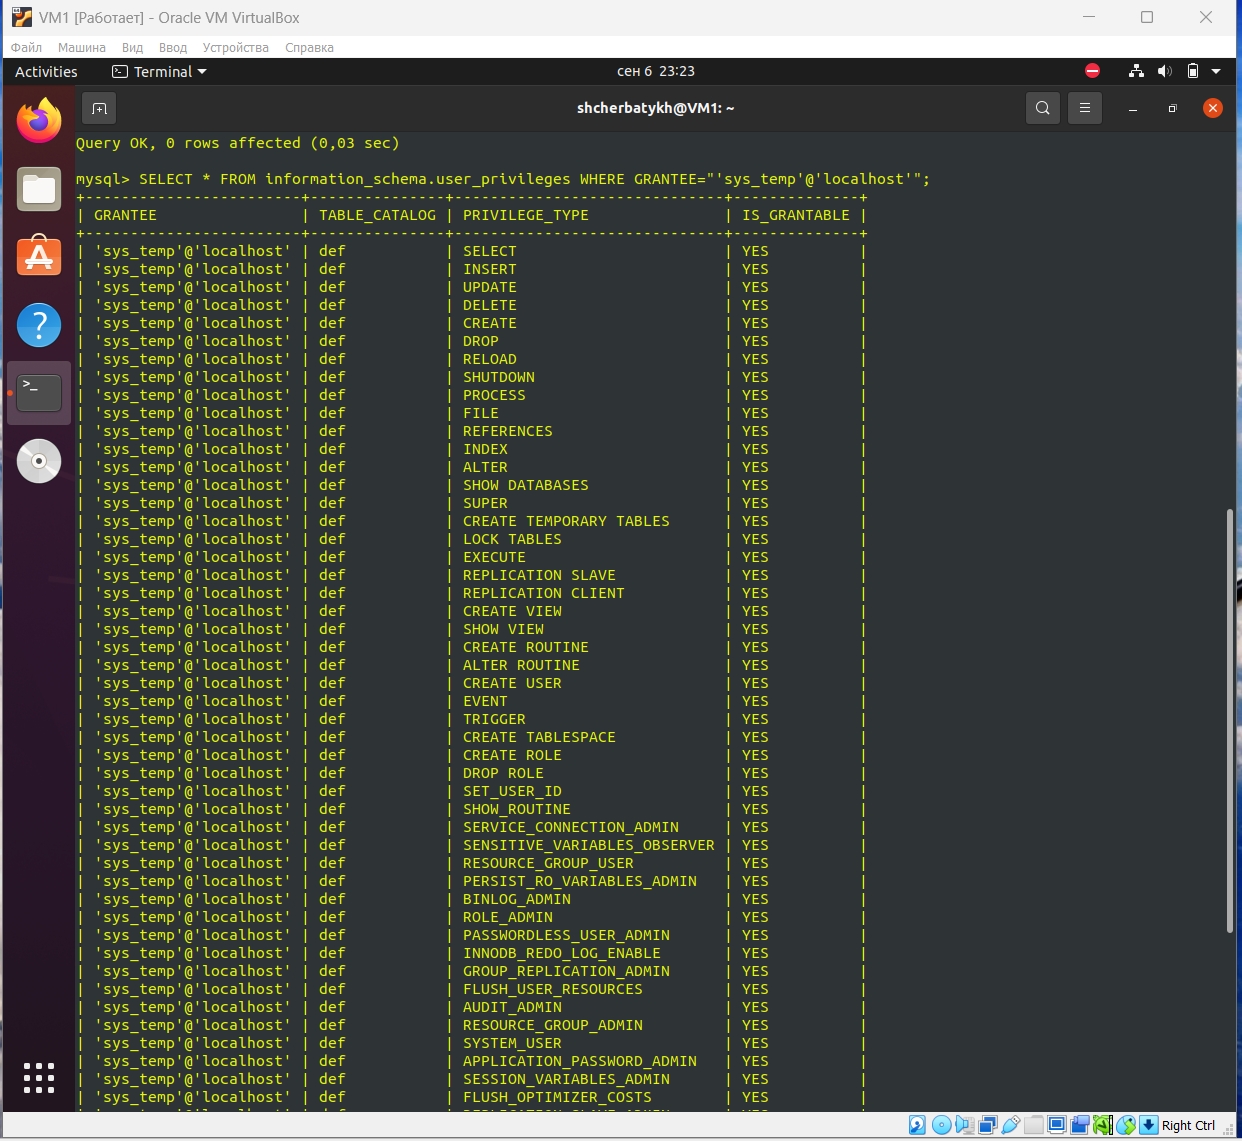 VM1 [Работает] - Oracle VM VirtualBox
Файл Машина Вид Ввод Устройства Справка
Activities Terminal сен 6 23:23
shcherbatykh@VM1: ~
Query OK, 0 rows affected (0,03 sec)
mysql> SELECT * FROM information_schema.user_privileges WHERE GRANTEE="'sys_temp'@'localhost'";
+------------------------+---------------+------------------------------+--------------+
| GRANTEE | TABLE_CATALOG | PRIVILEGE_TYPE | IS_GRANTABLE |
+------------------------+---------------+------------------------------+--------------+
| 'sys_temp'@'localhost' | def | SELECT | YES |
| 'sys_temp'@'localhost' | def | INSERT | YES |
| 'sys_temp'@'localhost' | def | UPDATE | YES |
| 'sys_temp'@'localhost' | def | DELETE | YES |
| 'sys_temp'@'localhost' | def | CREATE | YES |
| 'sys_temp'@'localhost' | def | DROP | YES |
| 'sys_temp'@'localhost' | def | RELOAD | YES |
| 'sys_temp'@'localhost' | def | SHUTDOWN | YES |
| 'sys_temp'@'localhost' | def | PROCESS | YES |
| 'sys_temp'@'localhost' | def | FILE | YES |
| 'sys_temp'@'localhost' | def | REFERENCES | YES |
| 'sys_temp'@'localhost' | def | INDEX | YES |
| 'sys_temp'@'localhost' | def | ALTER | YES |
| 'sys_temp'@'localhost' | def | SHOW DATABASES | YES |
| 'sys_temp'@'localhost' | def | SUPER | YES |
| 'sys_temp'@'localhost' | def | CREATE TEMPORARY TABLES | YES |
| 'sys_temp'@'localhost' | def | LOCK TABLES | YES |
| 'sys_temp'@'localhost' | def | EXECUTE | YES |
| 'sys_temp'@'localhost' | def | REPLICATION SLAVE | YES |
| 'sys_temp'@'localhost' | def | REPLICATION CLIENT | YES |
| 'sys_temp'@'localhost' | def | CREATE VIEW | YES |
| 'sys_temp'@'localhost' | def | SHOW VIEW | YES |
| 'sys_temp'@'localhost' | def | CREATE ROUTINE | YES |
| 'sys_temp'@'localhost' | def | ALTER ROUTINE | YES |
| 'sys_temp'@'localhost' | def | CREATE USER | YES |
| 'sys_temp'@'localhost' | def | EVENT | YES |
| 'sys_temp'@'localhost' | def | TRIGGER | YES |
| 'sys_temp'@'localhost' | def | CREATE TABLESPACE | YES |
| 'sys_temp'@'localhost' | def | CREATE ROLE | YES |
| 'sys_temp'@'localhost' | def | DROP ROLE | YES |
| 'sys_temp'@'localhost' | def | SET_USER_ID | YES |
| 'sys_temp'@'localhost' | def | SHOW_ROUTINE | YES |
| 'sys_temp'@'localhost' | def | SERVICE_CONNECTION_ADMIN | YES |
| 'sys_temp'@'localhost' | def | SENSITIVE_VARIABLES_OBSERVER | YES |
| 'sys_temp'@'localhost' | def | RESOURCE_GROUP_USER | YES |
| 'sys_temp'@'localhost' | def | PERSIST_RO_VARIABLES_ADMIN | YES |
| 'sys_temp'@'localhost' | def | BINLOG_ADMIN | YES |
| 'sys_temp'@'localhost' | def | ROLE_ADMIN | YES |
| 'sys_temp'@'localhost' | def | PASSWORDLESS_USER_ADMIN | YES |
| 'sys_temp'@'localhost' | def | INNODB_REDO_LOG_ENABLE | YES |
| 'sys_temp'@'localhost' | def | GROUP_REPLICATION_ADMIN | YES |
| 'sys_temp'@'localhost' | def | FLUSH_USER_RESOURCES | YES |
| 'sys_temp'@'localhost' | def | AUDIT_ADMIN | YES |
| 'sys_temp'@'localhost' | def | RESOURCE_GROUP_ADMIN | YES |
| 'sys_temp'@'localhost' | def | SYSTEM_USER | YES |
| 'sys_temp'@'localhost' | def | APPLICATION_PASSWORD_ADMIN | YES |
| 'sys_temp'@'localhost' | def | SESSION_VARIABLES_ADMIN | YES |
| 'sys_temp'@'localhost' | def | FLUSH_OPTIMIZER_COSTS | YES |
Right Ctrl